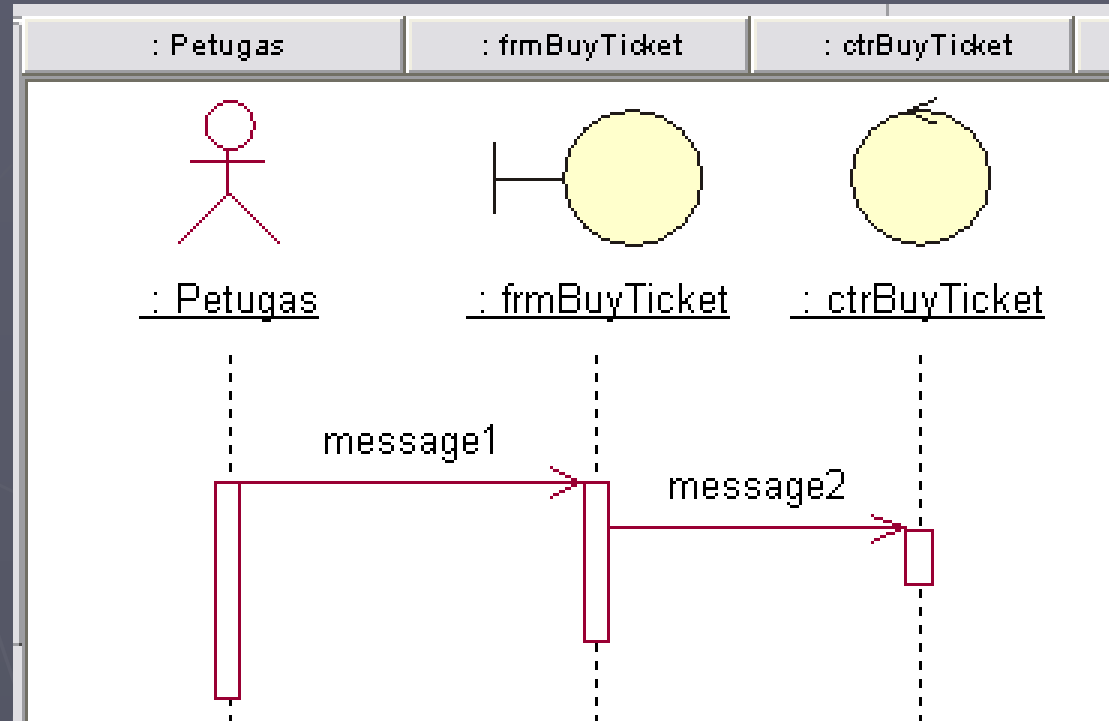 : Petugas : frmBuyTicket : ctrBuyTicket
: Petugas : frmBuyTicket : ctrBuyTicket
message1
message2